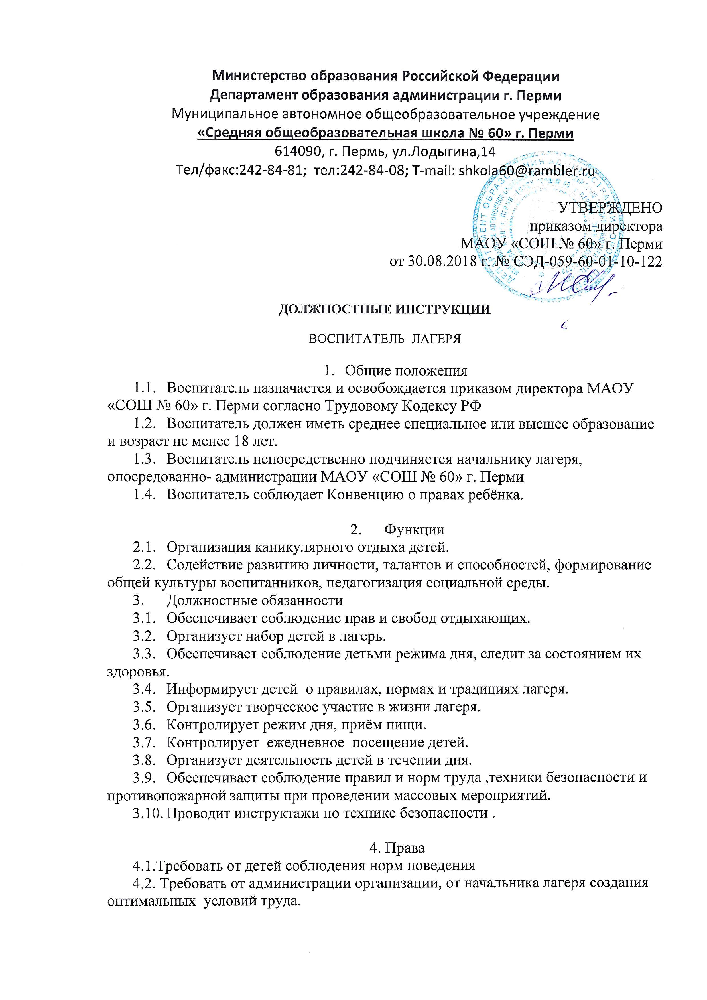 Министерство образования Российской Федерации
Департамент образования администрации г. Перми
Муниципальное автономное общеобразовательное учреждение
«Средняя общеобразовательная школа № 60» г. Перми
614090, г. Пермь, ул.Лодыгина,14
Тел/факс:242-84-81;  тел:242-84-08; T-mail: shkola60@rambler.ru
УТВЕРЖДЕНО
приказом директора
МАОУ «СОШ № 60» г. Перми
от 30.08.2018 г. № СЭД-059-60-01-10-122
ДЕПАРТАМЕНТ ОБРАЗОВАНИЯ АДМИНИСТРАЦИИ ГОРОДА
ДОЛЖНОСТНЫЕ ИНСТРУКЦИИ
ВОСПИТАТЕЛЬ  ЛАГЕРЯ
1. Общие положения
1.1. Воспитатель назначается и освобождается приказом директора МАОУ
«СОШ № 60» г. Перми согласно Трудовому Кодексу РФ
1.2. Воспитатель должен иметь среднее специальное или высшее образование
и возраст не менее 18 лет.
1.3. Воспитатель непосредственно подчиняется начальнику лагеря,
опосредованно- администрации МАОУ «СОШ № 60» г. Перми
1.4. Воспитатель соблюдает Конвенцию о правах ребёнка.
2. Функции
2.1. Организация каникулярного отдыха детей.
2.2. Содействие развитию личности, талантов и способностей, формирование
общей культуры воспитанников, педагогизация социальной среды.
3. Должностные обязанности
3.1. Обеспечивает соблюдение прав и свобод отдыхающих.
3.2. Организует набор детей в лагерь.
3.3. Обеспечивает соблюдение детьми режима дня, следит за состоянием их
здоровья.
3.4. Информирует детей  о правилах, нормах и традициях лагеря.
3.5. Организует творческое участие в жизни лагеря.
3.6. Контролирует режим дня, приём пищи.
3.7. Контролирует  ежедневное  посещение детей.
3.8. Организует деятельность детей в течении дня.
3.9. Обеспечивает соблюдение правил и норм труда ,техники безопасности и
противопожарной защиты при проведении массовых мероприятий.
3.10. Проводит инструктажи по технике безопасности .
4. Права
4.1.Требовать от детей соблюдения норм поведения
4.2. Требовать от администрации организации, от начальника лагеря создания
оптимальных  условий труда.